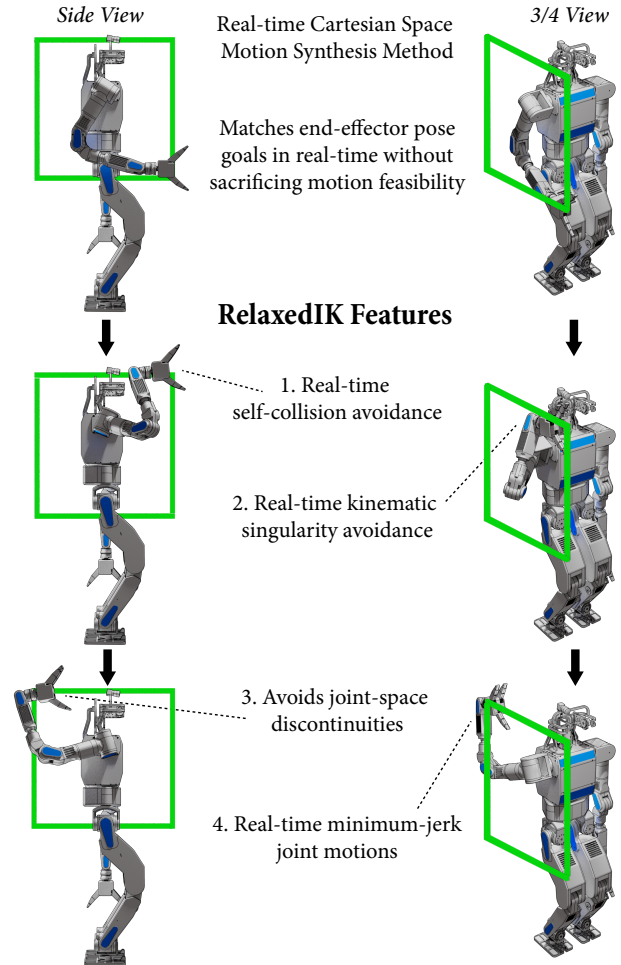 Side View
Real-time Cartesian Space
Motion Synthesis Method
3/4 View
Matches end-effector pose
goals in real-time without
sacrificing motion feasibility
RelaxedIK Features
1. Real-time
self-collision avoidance
2. Real-time kinematic
singularity avoidance
3. Avoids joint-space
discontinuities
4. Real-time minimum-jerk
joint motions